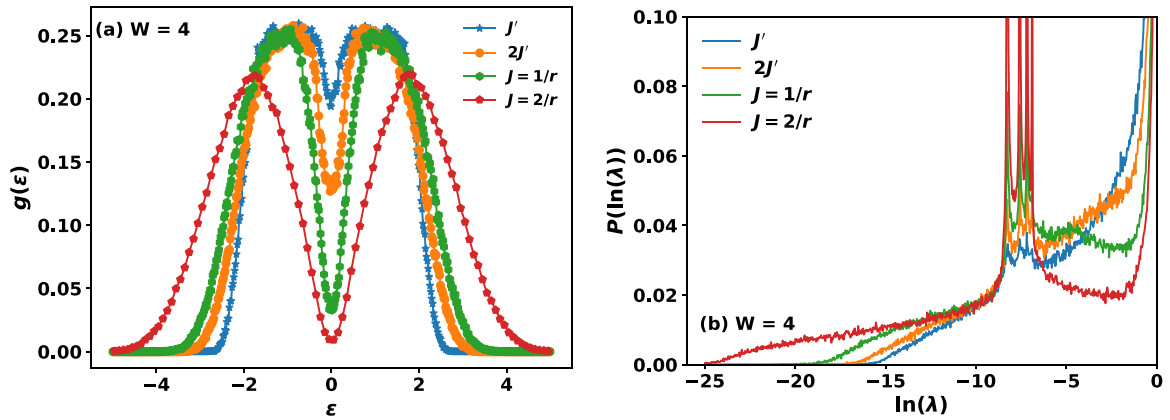 (a) W = 4
J′
2J′
J = 1/r
J = 2/r
g(ε)
0.25
0.20
0.15
0.10
0.05
0.00
−4 −2 0 2 4
ε
J′
2J′
J = 1/r
J = 2/r
P(ln(λ))
0.10
0.08
0.06
0.04
0.02
0.00
(b) W = 4
−25 −20 −15 −10 −5 0
ln(λ)